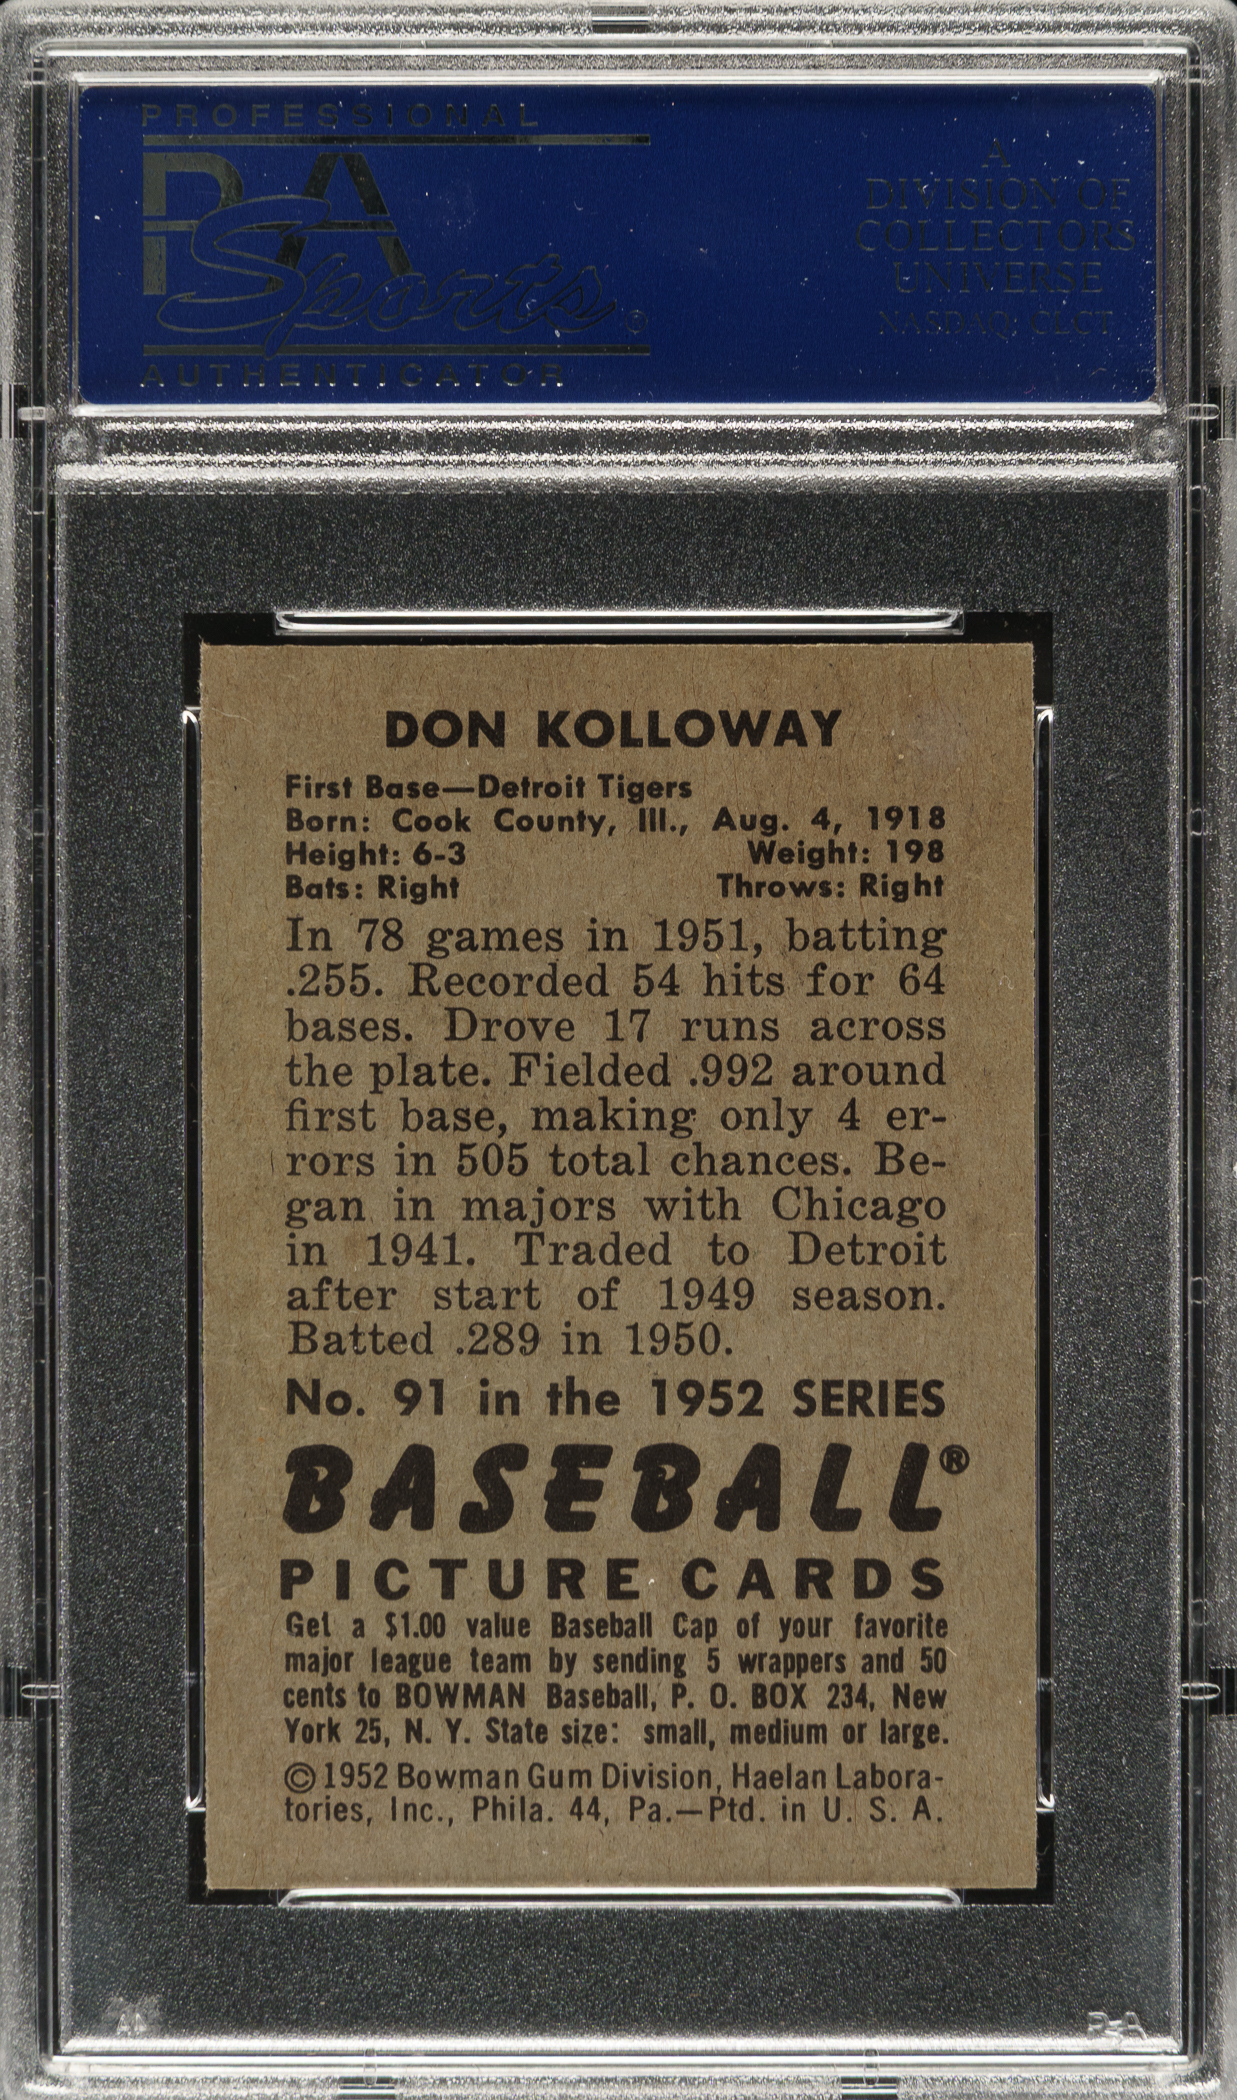 PROFESSIONAL
PSA
Sports
AUTHENTICATOR
A
DIVISION OF
COLLECTORS
UNIVERSE
NASDAQ: CLCT
DON KOLLOWAY
First Base—Detroit Tigers
Born: Cook County, Ill., Aug. 4, 1918
Height: 6-3 Weight: 198
Bats: Right Throws: Right
In 78 games in 1951, batting
.255. Recorded 54 hits for 64
bases. Drove 17 runs across
the plate. Fielded .992 around
first base, making only 4 er-
rors in 505 total chances. Be-
gan in majors with Chicago
in 1941. Traded to Detroit
after start of 1949 season.
Batted .289 in 1950.
No. 91 in the 1952 SERIES
BASEBALL®
PICTURE CARDS
Get a $1.00 value Baseball Cap of your favorite
major league team by sending 5 wrappers and 50
cents to BOWMAN Baseball, P. O. BOX 234, New
York 25, N. Y. State size: small, medium or large.
©1952 Bowman Gum Division, Haelan Labora-
tories, Inc., Phila. 44, Pa.—Ptd. in U. S. A.
PSA